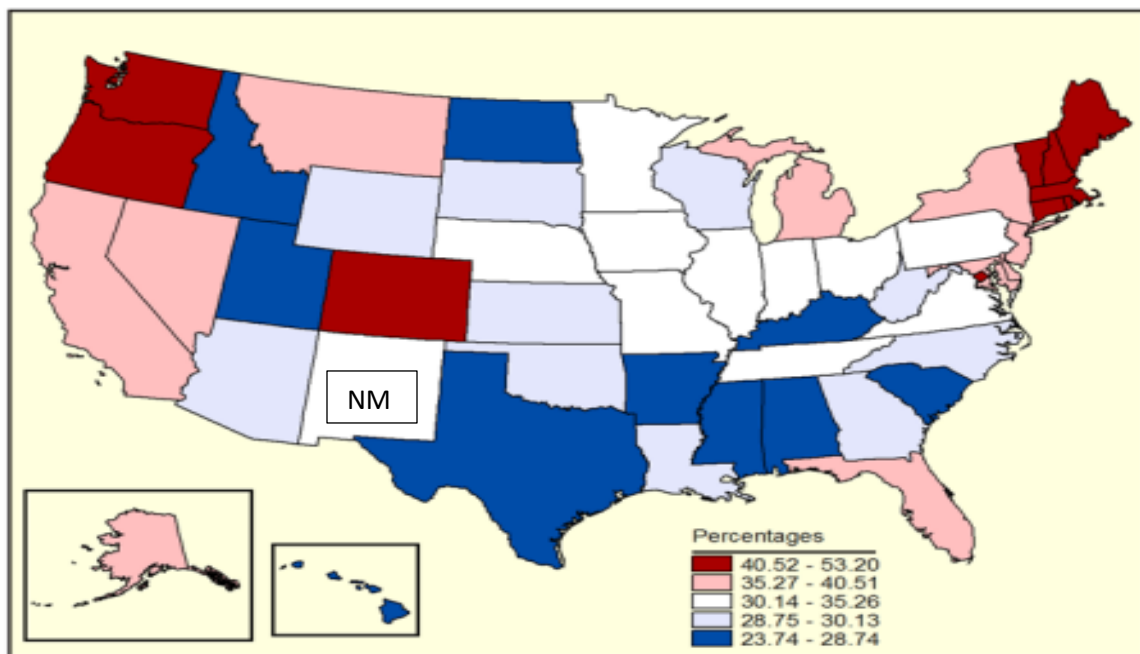 NM
Percentages
40.52 - 53.20
35.27 - 40.51
30.14 - 35.26
28.75 - 30.13
23.74 - 28.74